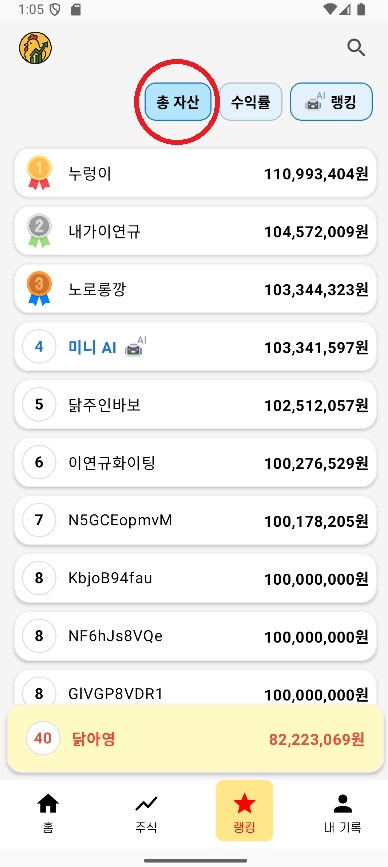 1:05
총 자산
수익률
AI 랭킹
1 누렁이 110,993,404원
2 내가이연규 104,572,009원
3 노로롱깡 103,344,323원
4 미니 AI AI 103,341,597원
5 닭주인바보 102,512,057원
6 이연규화이팅 100,276,529원
7 N5GCEopmvM 100,178,205원
8 KbjoB94fau 100,000,000원
8 NF6hJs8VQe 100,000,000원
8 GlVGP8VDR1 100,000,000원
40 닭아영 82,223,069원
홈 주식 랭킹 내 기록